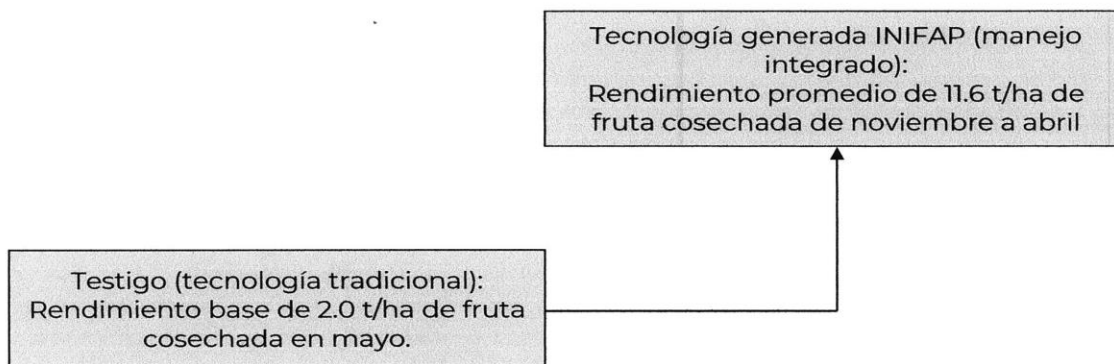 Tecnología generada INIFAP (manejo
integrado):
Rendimiento promedio de 11.6 t/ha de
fruta cosechada de noviembre a abril
Testigo (tecnología tradicional):
Rendimiento base de 2.0 t/ha de fruta
cosechada en mayo.